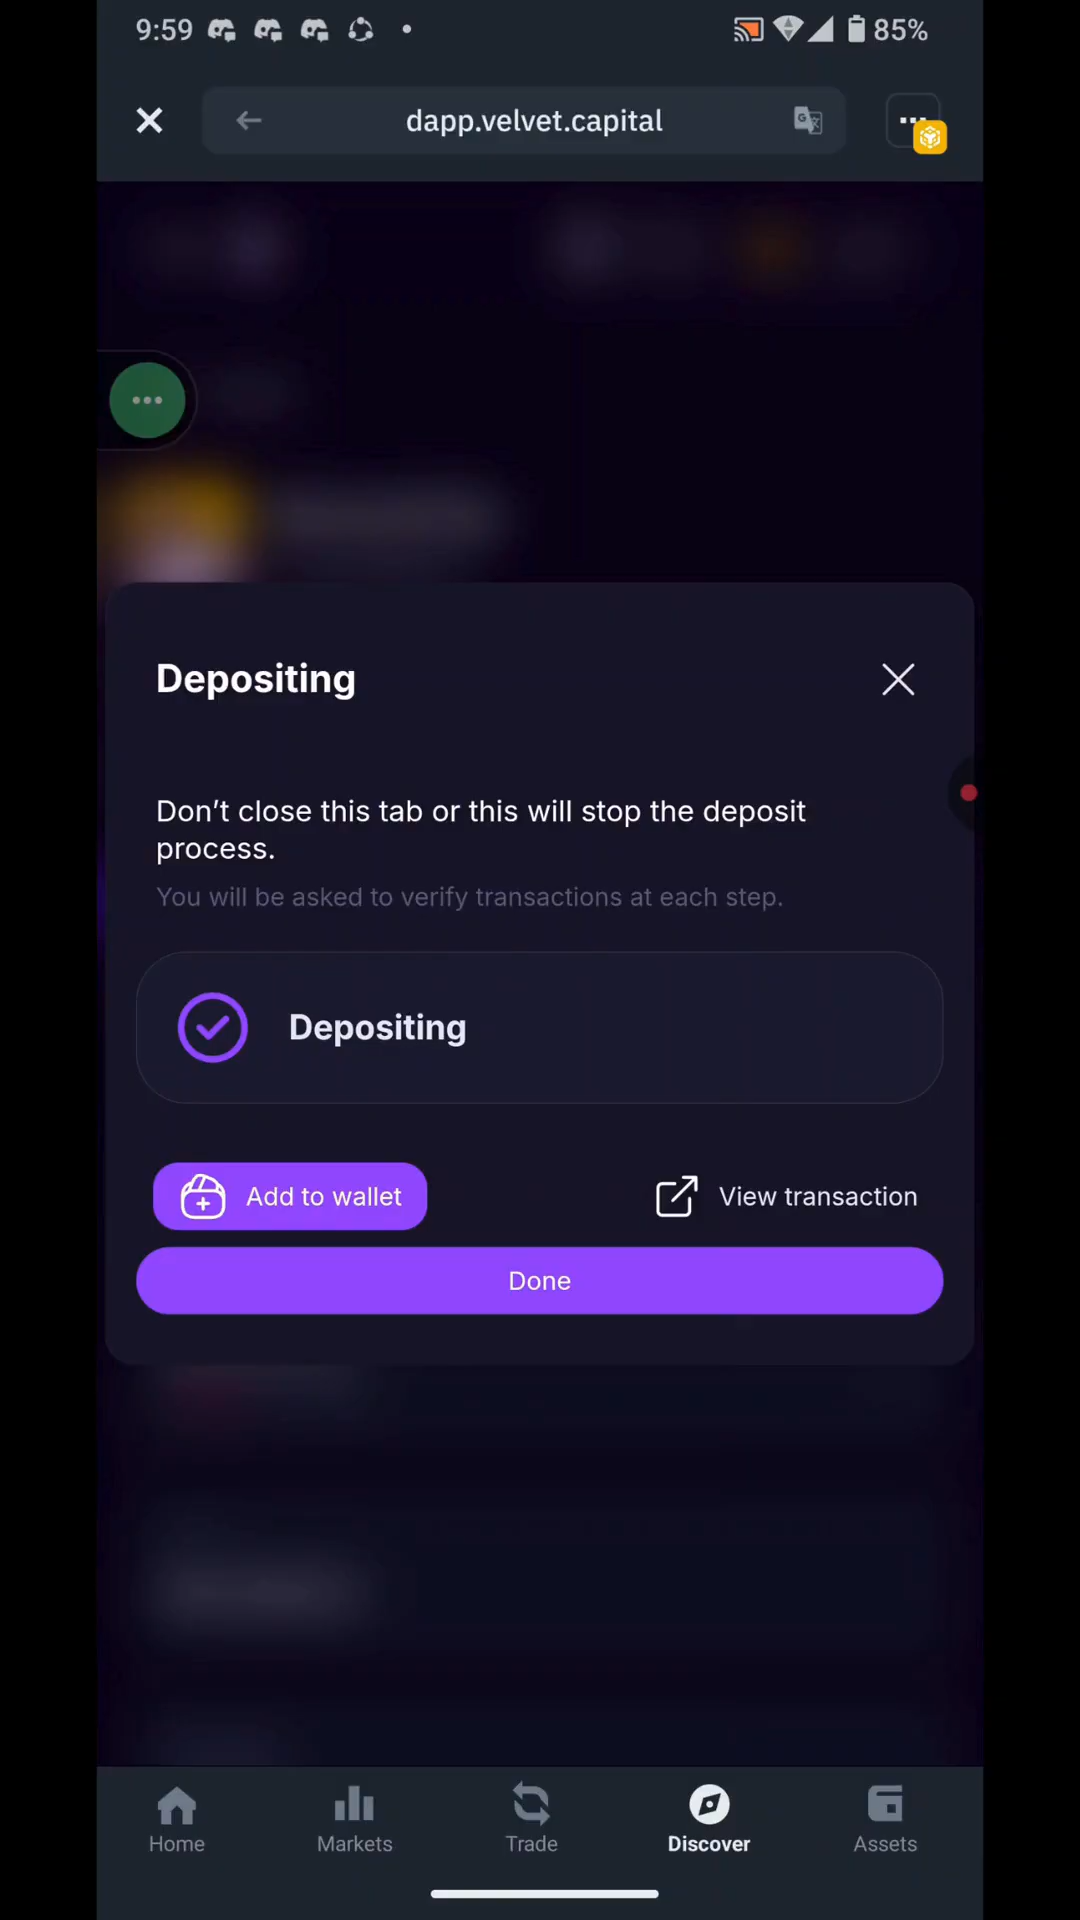 9:59
85%
dapp.velvet.capital
Depositing
Don’t close this tab or this will stop the deposit
process.
You will be asked to verify transactions at each step.
Depositing
Add to wallet
View transaction
Done
Home
Markets
Trade
Discover
Assets